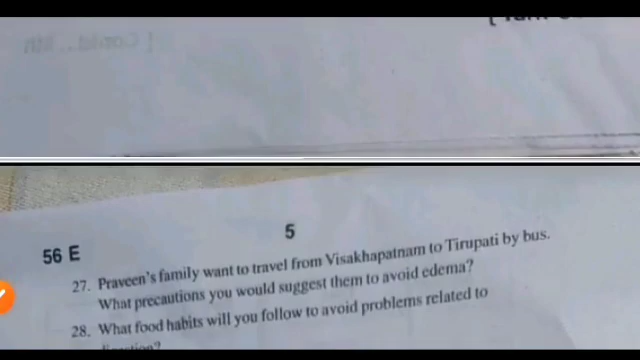 56 E
5
27. Praveen's family want to travel from Visakhapatnam to Tirupati by bus.
What precautions you would suggest them to avoid edema?
28. What food habits will you follow to avoid problems related to